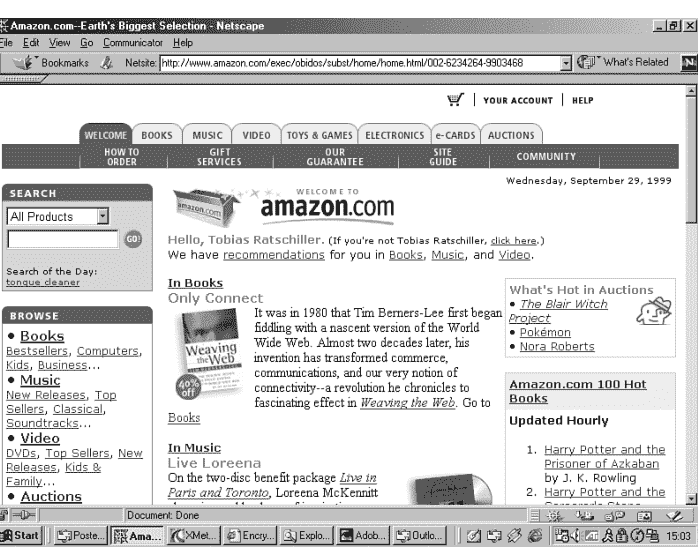 Amazon.com--Earth's Biggest Selection - Netscape
File Edit View Go Communicator Help
Bookmarks Netsite: http://www.amazon.com/exec/obidos/subst/home/home.html/002-6234264-9903468 What's Related
YOUR ACCOUNT | HELP
WELCOME BOOKS MUSIC VIDEO TOYS & GAMES ELECTRONICS e-CARDS AUCTIONS
HOW TO ORDER GIFT SERVICES OUR GUARANTEE SITE GUIDE COMMUNITY
Wednesday, September 29, 1999
SEARCH
All Products
GO!
Search of the Day:
tongue cleaner
BROWSE
• Books
Bestsellers, Computers,
Kids, Business...
• Music
New Releases, Top
Sellers, Classical,
Soundtracks...
• Video
DVDs, Top Sellers, New
Releases, Kids &
Family...
• Auctions
amazon.com
WELCOME TO
amazon.com
Hello, Tobias Ratschiller. (If you're not Tobias Ratschiller, click here.)
We have recommendations for you in Books, Music, and Video.
In Books
Only Connect
Weaving
the Web
40%
off
It was in 1980 that Tim Berners-Lee first began
fiddling with a nascent version of the World
Wide Web. Almost two decades later, his
invention has transformed commerce,
communications, and our very notion of
connectivity--a revolution he chronicles to
fascinating effect in Weaving the Web. Go to
Books
In Music
Live Loreena
On the two-disc benefit package Live in
Paris and Toronto, Loreena McKennitt
What's Hot in Auctions
• The Blair Witch
Project
• Pokémon
• Nora Roberts
Amazon.com 100 Hot
Books
Updated Hourly
1. Harry Potter and the
Prisoner of Azkaban
by J. K. Rowling
2. Harry Potter and the
Document: Done
Start Poste... Ama... XMet... Encry... Explo... Adob... Outlo... 15:03